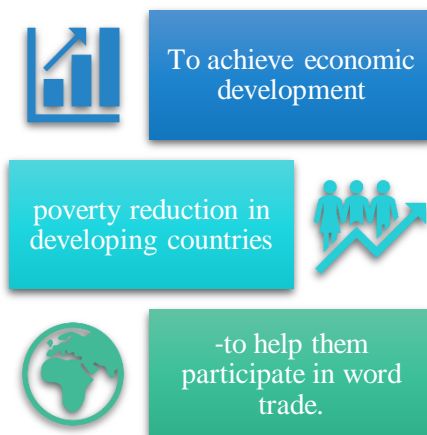 To achieve economic
development
poverty reduction in
developing countries
-to help them
participate in word
trade.